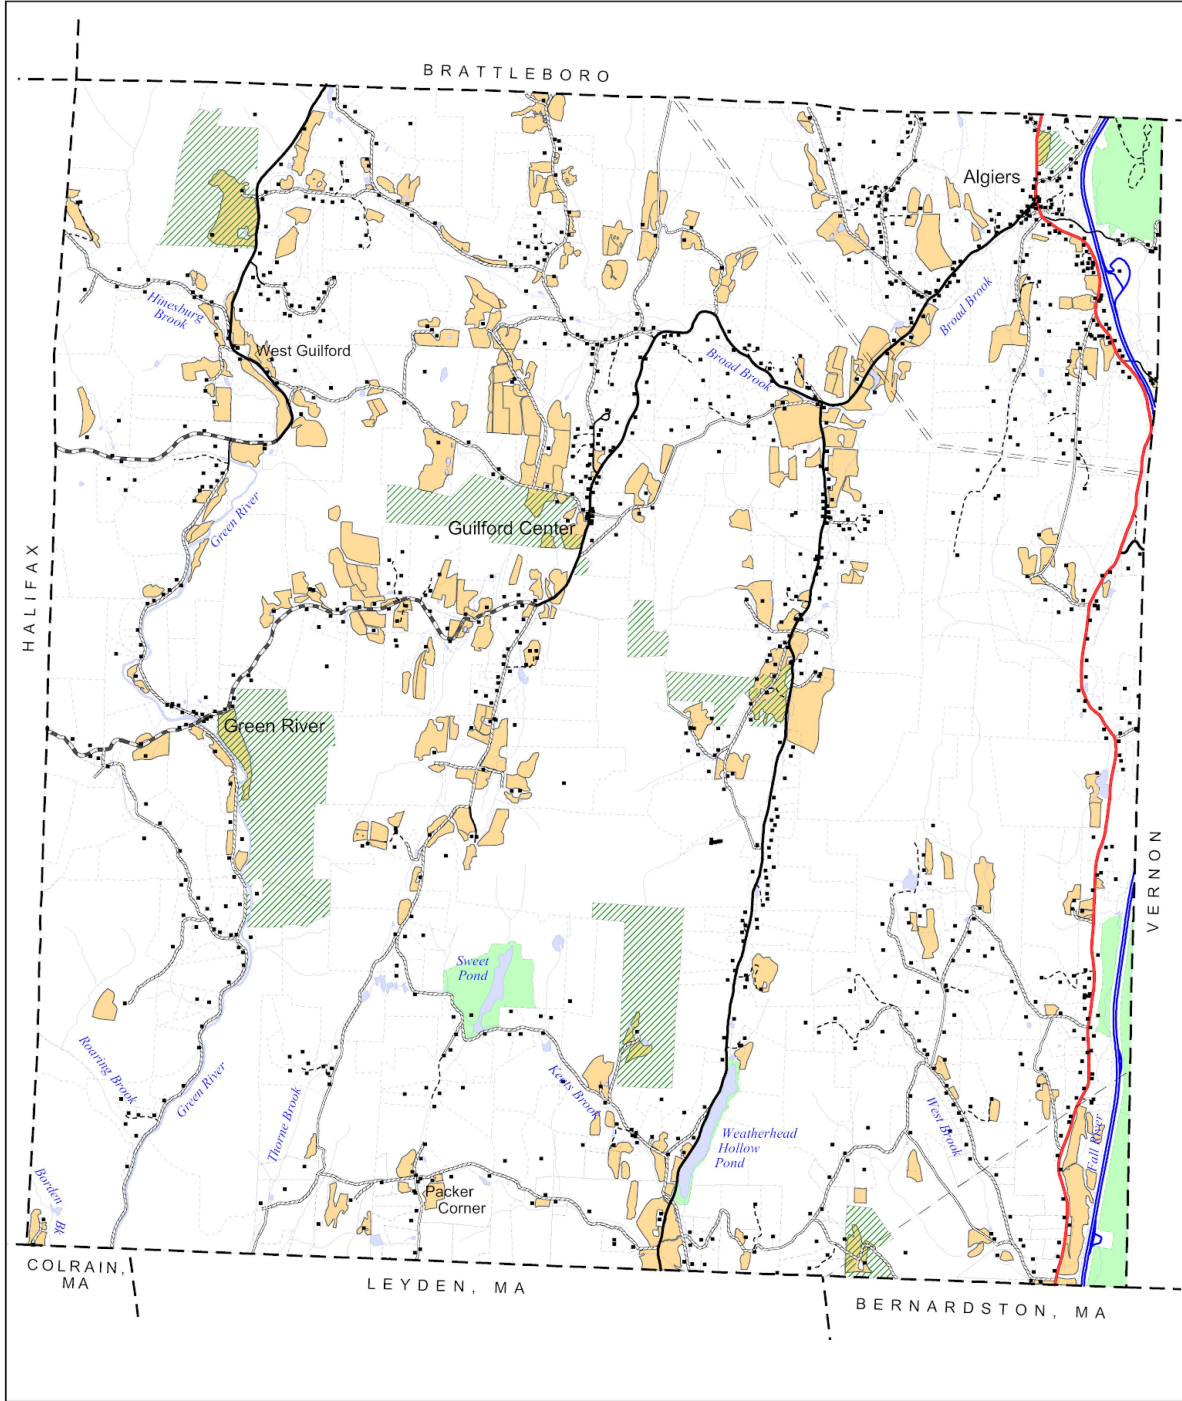 BRATTLEBORO
Algiers
Hinesburg
Brook
Broad Brook
West Guilford
Broad Brook
Green River
Guilford Center
HALIFAX
Green River
VERNON
Sweet
Pond
Roaring Brook
Green River
Keets Brook
Thorne Brook
West Brook
Weatherhead
Hollow
Pond
Fall River
Borden
Bk
Packer
Corner
COLRAIN,
MA
LEYDEN, MA
BERNARDSTON, MA